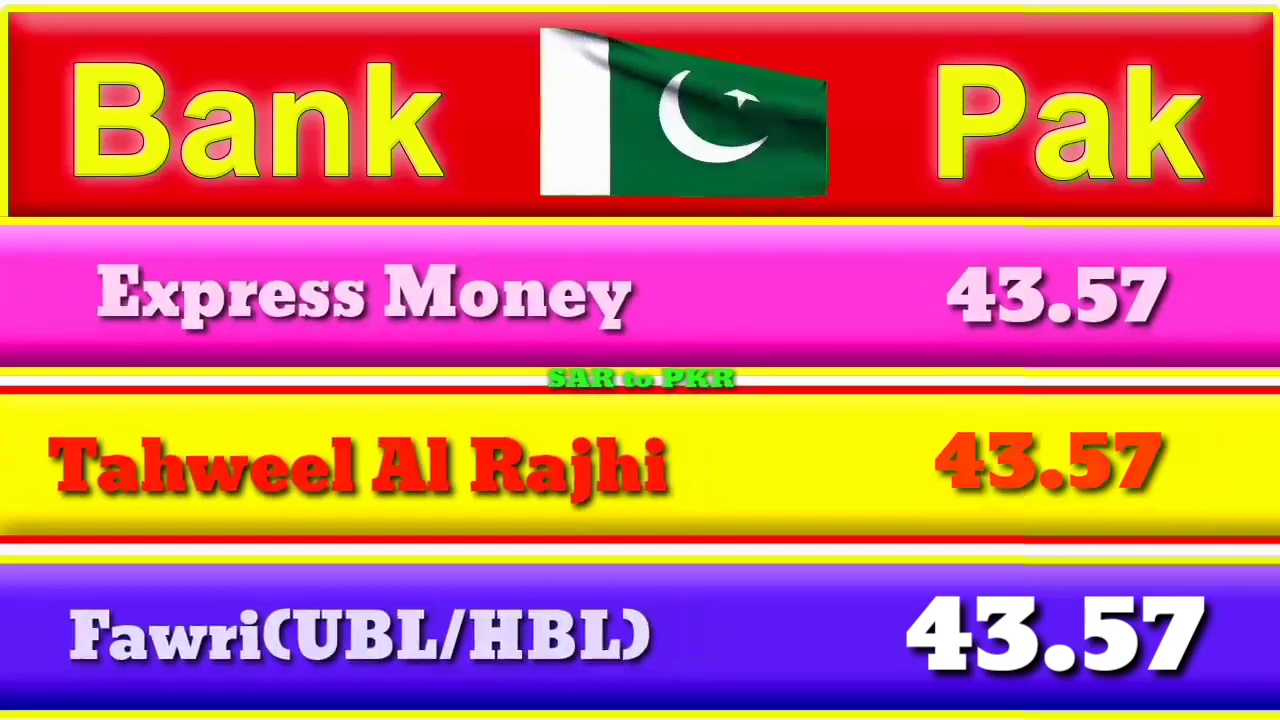 Bank Pak
Express Money 43.57
SAR to PKR
Tahweel Al Rajhi 43.57
Fawri(UBL/HBL) 43.57